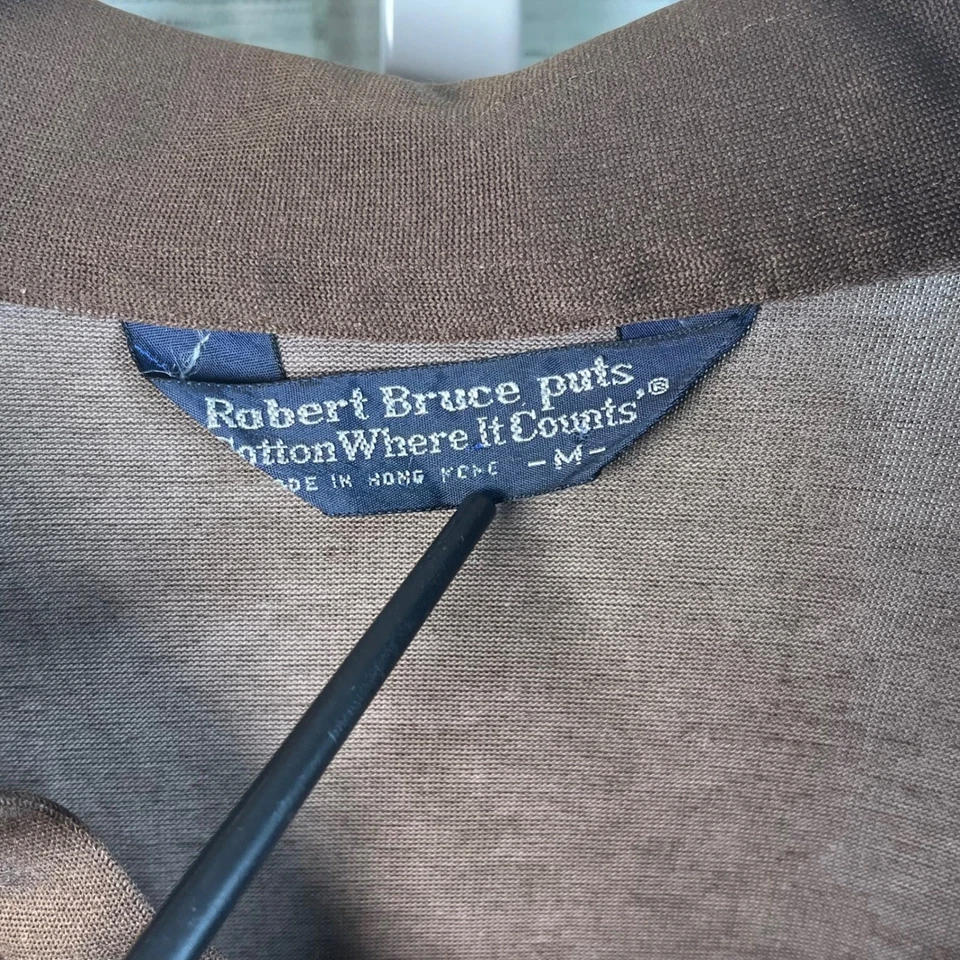 Robert Bruce puts
Cotton Where It Counts'®
MADE IN HONG KONG -M-